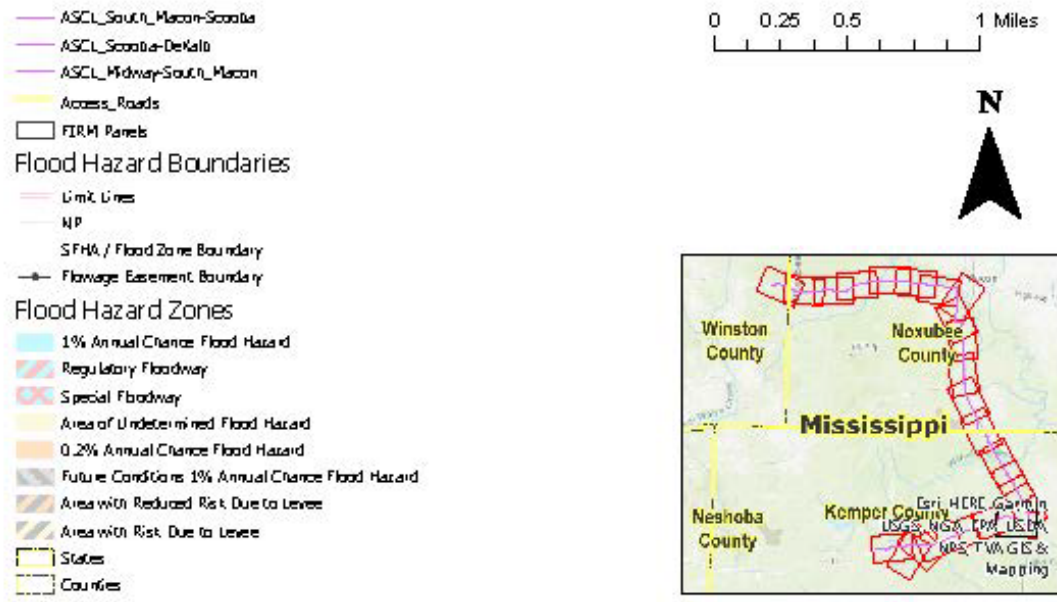 ASCL_South_Macon-Scooba
ASCL_Scooba-DeKalb
ASCL_Midway-South_Macon
Access_Roads
FIRM Panels
Flood Hazard Boundaries
Limit Lines
NP
SFHA / Flood Zone Boundary
Flowage Easement Boundary
Flood Hazard Zones
1% Annual Chance Flood Hazard
Regulatory Floodway
Special Floodway
Area of Undetermined Flood Hazard
0.2% Annual Chance Flood Hazard
Future Conditions 1% Annual Chance Flood Hazard
Area with Reduced Risk Due to Levee
Area with Risk Due to Levee
States
Counties
0 0.25 0.5 1 Miles
N
Winston
County
Noxubee
County
Mississippi
Neshoba
County
Kemper County
Esri, HERE, Garmin,
USGS, NGA, EPA, USDA,
NPS, TVA GIS &
Mapping